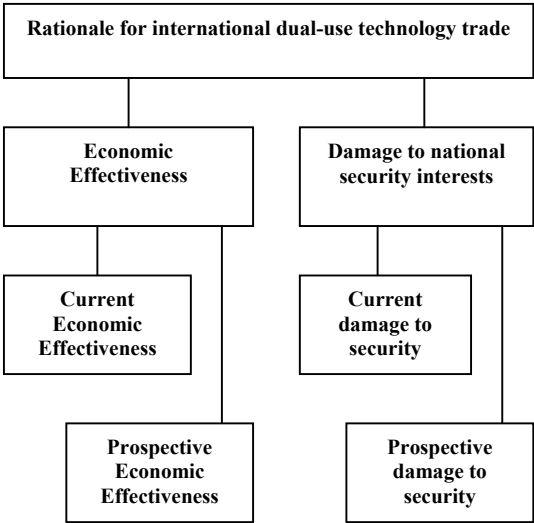 Rationale for international dual-use technology trade
Economic
Effectiveness
Damage to national
security interests
Current
Economic
Effectiveness
Current
damage to
security
Prospective
Economic
Effectiveness
Prospective
damage to
security